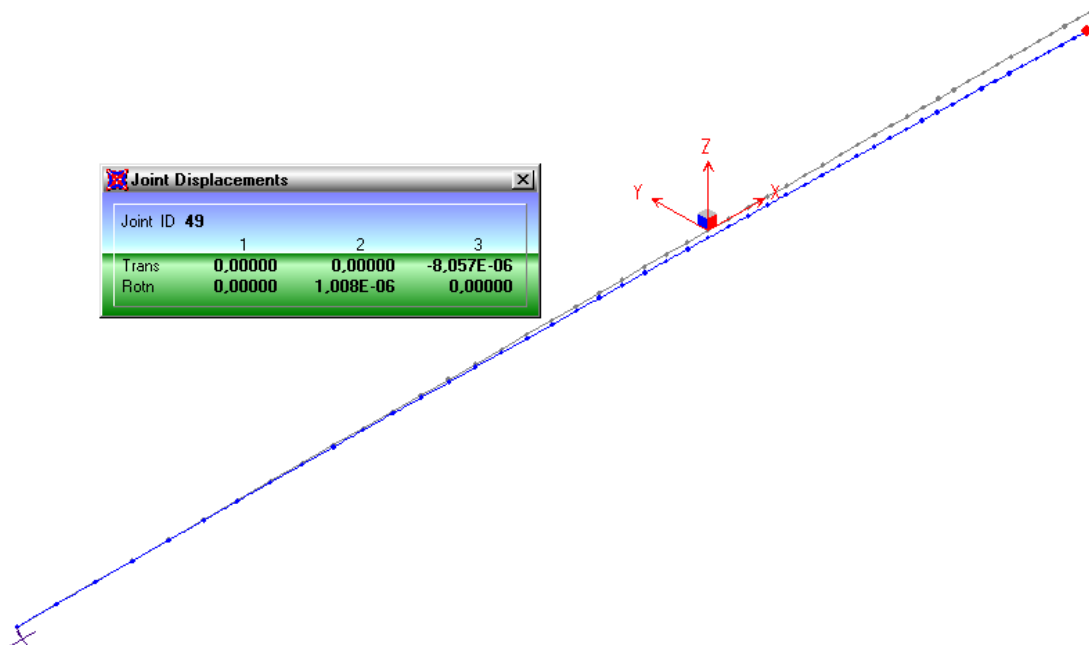 Z
Y
X
Joint Displacements
Joint ID 49
1 2 3
Trans 0,00000 0,00000 -8,057E-06
Rotn 0,00000 1,008E-06 0,00000